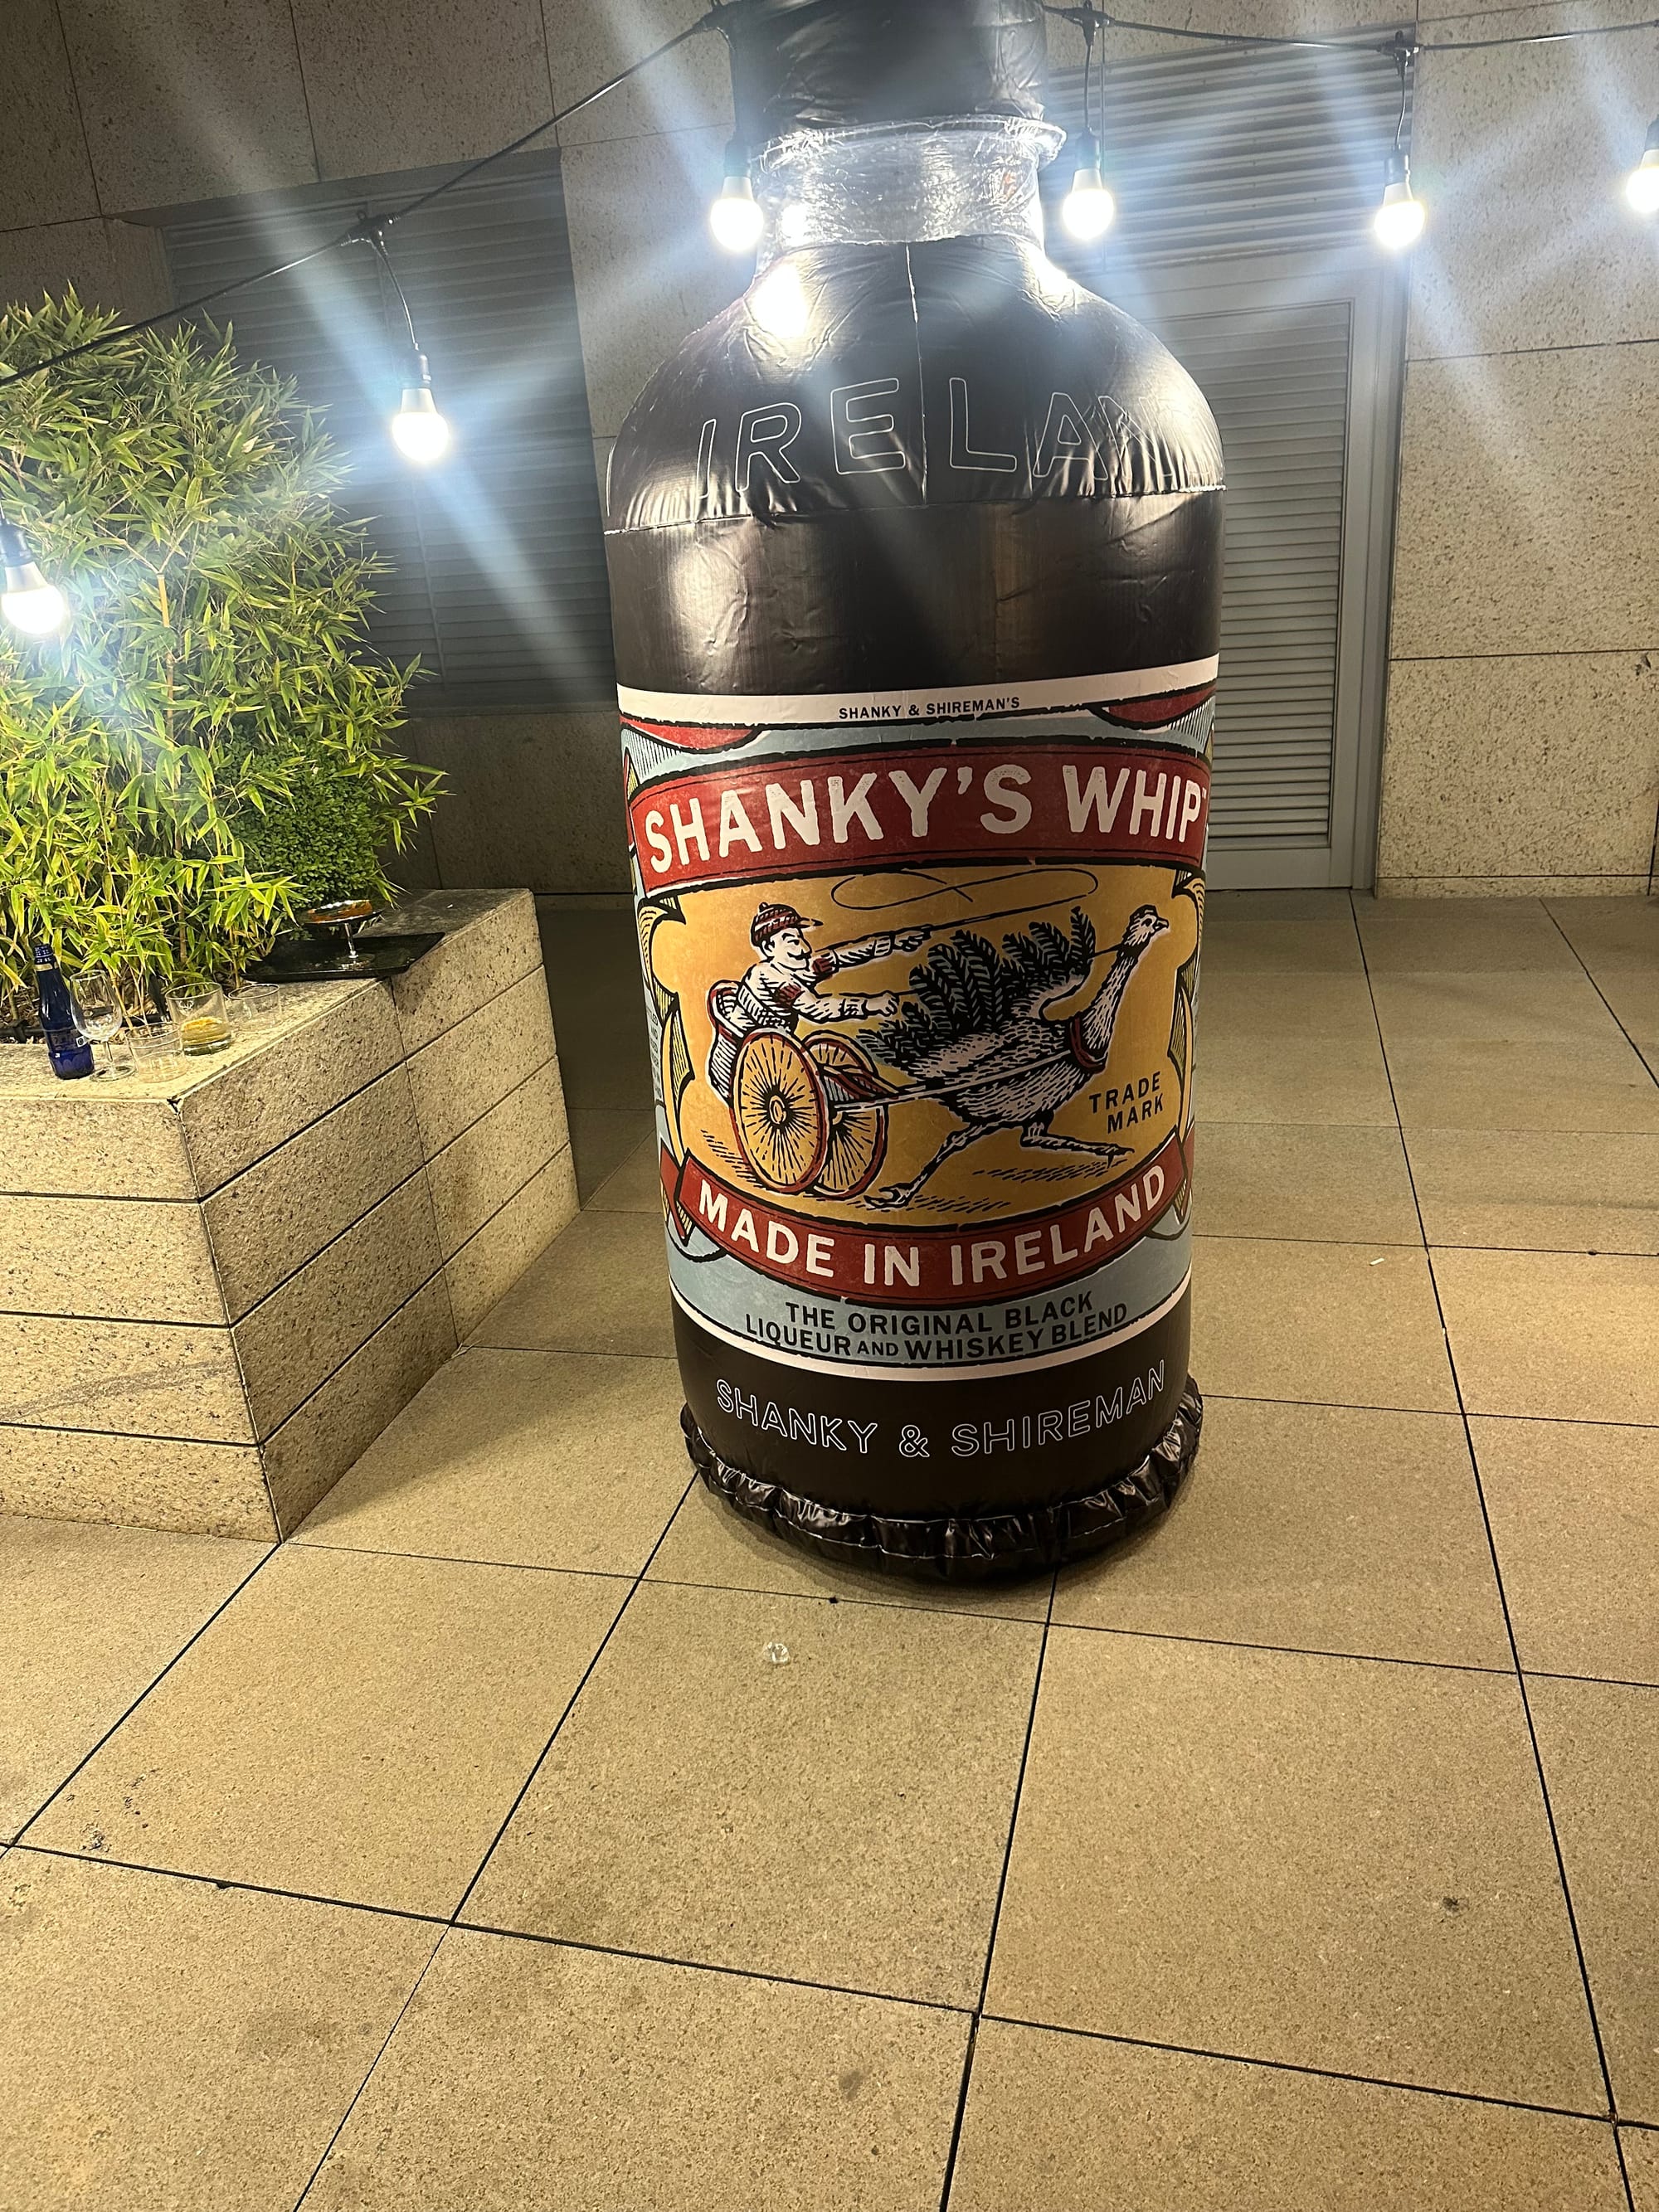 IRELAN
SHANKY & SHIREMAN'S
SHANKY'S WHIP
TRADE
MARK
MADE IN IRELAND
THE ORIGINAL BLACK
LIQUEUR AND WHISKEY BLEND
SHANKY & SHIREMAN